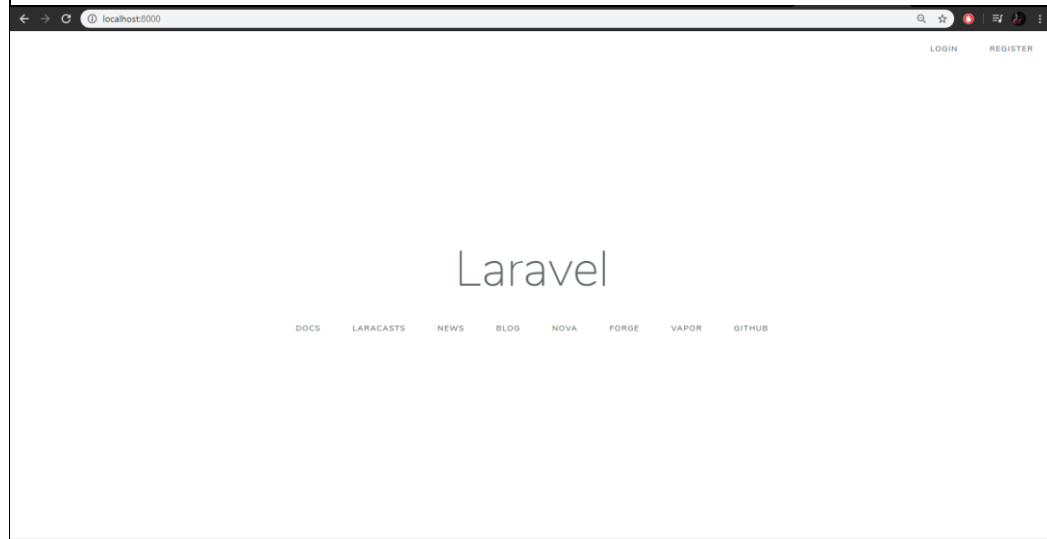 localhost:8000
LOGIN REGISTER
Laravel
DOCS LARACASTS NEWS BLOG NOVA FORGE VAPOR GITHUB